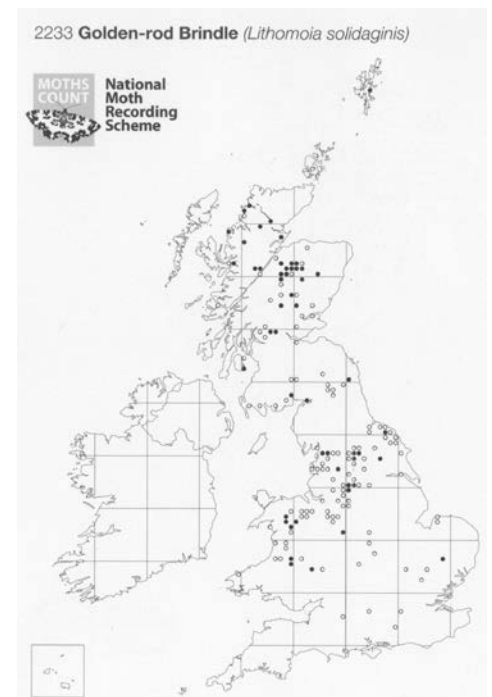 2233 Golden-rod Brindle (Lithomoia solidaginis)
MOTHS
COUNT
National
Moth
Recording
Scheme